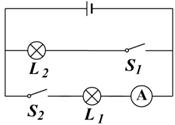 L₂ S₁
S₂ L₁ A